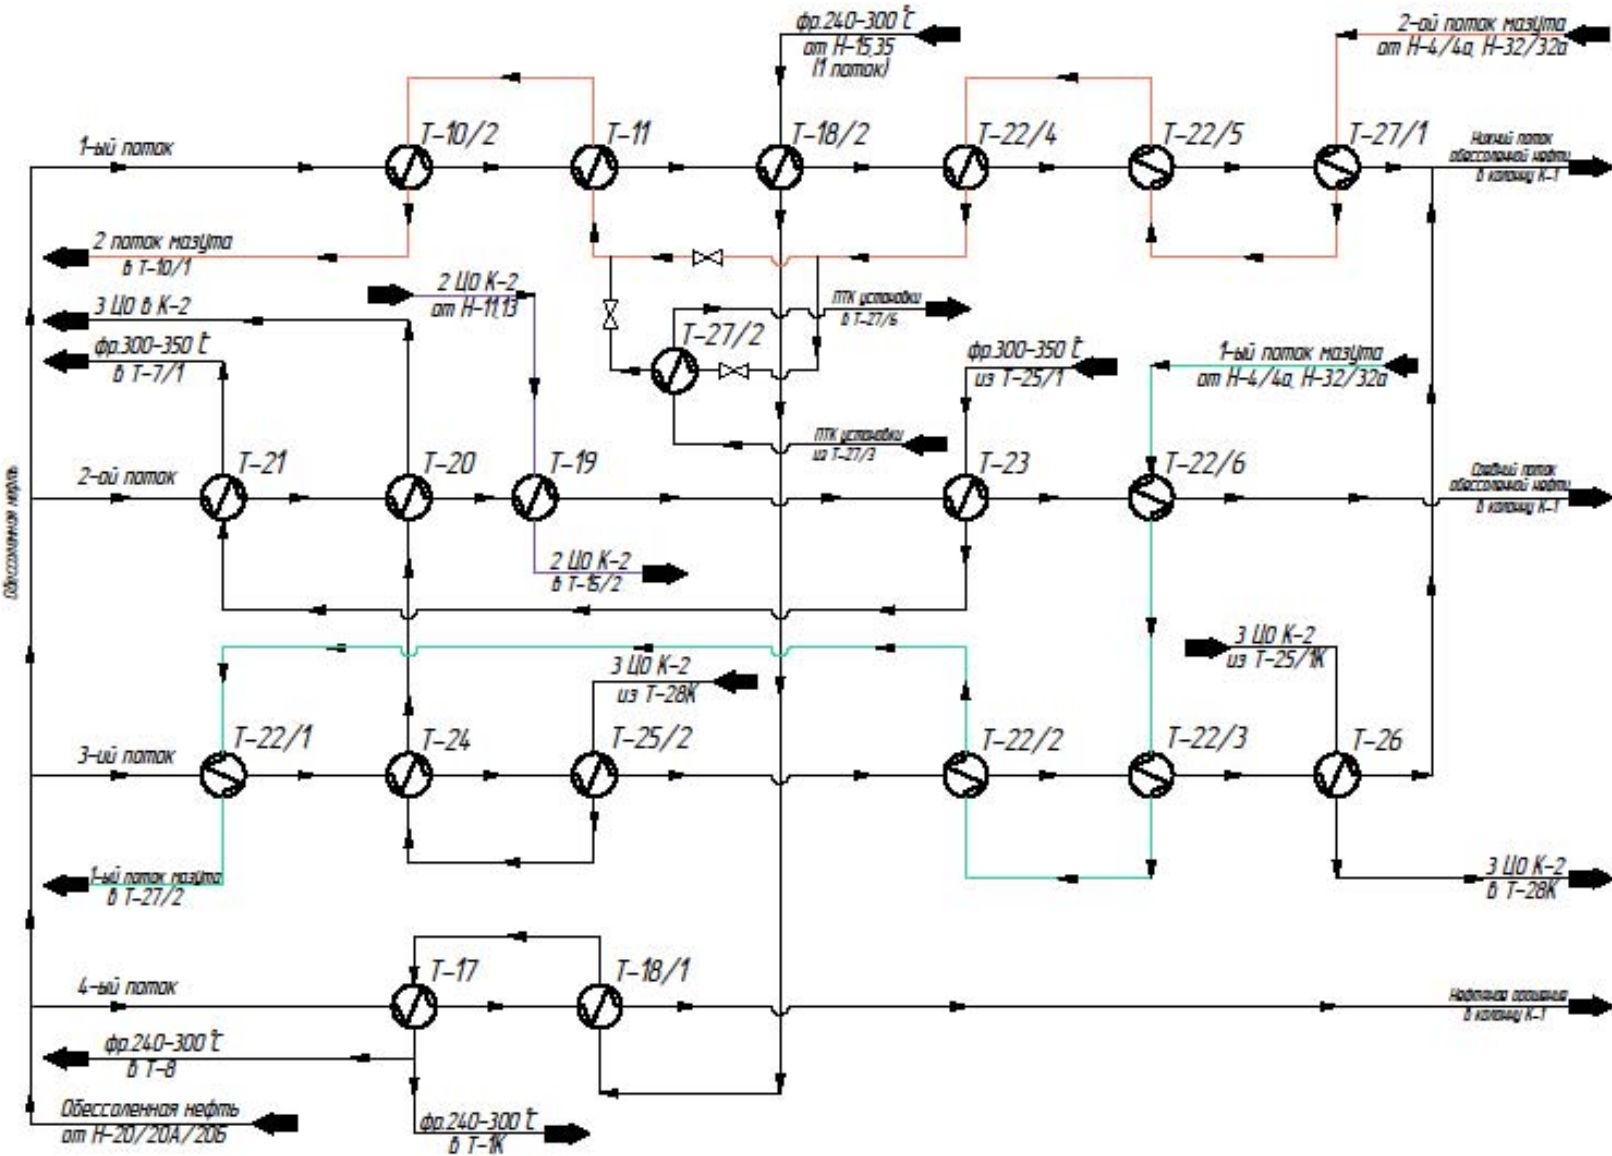 фр.240-300 °С
от Н-15,35
(1 поток)
2-ой поток мазута
от Н-4/4а, Н-32/32а
1-ый поток
Т-10/2
Т-11
Т-18/2
Т-22/4
Т-22/5
Т-27/1
Нижний поток
обессоленной нефти
в колонну К-1
2 поток мазута
в Т-10/1
2 ЦО К-2
от Н-11,13
3 ЦО в К-2
фр.300-350 °С
в Т-7/1
Т-27/2
ПТК установки
в Т-27/6
ПТК установки
из Т-27/3
фр.300-350 °С
из Т-25/1
1-ый поток мазута
от Н-4/4а, Н-32/32а
Обессоленная нефть
2-ой поток
Т-21
Т-20
Т-19
Т-23
Т-22/6
Средний поток
обессоленной нефти
в колонну К-1
2 ЦО К-2
в Т-15/2
3 ЦО К-2
из Т-28К
3 ЦО К-2
из Т-25/1К
3-ий поток
Т-22/1
Т-24
Т-25/2
Т-22/2
Т-22/3
Т-26
1-ый поток мазута
в Т-27/2
3 ЦО К-2
в Т-28К
4-ый поток
Т-17
Т-18/1
Нефтяное орошение
в колонну К-1
фр.240-300 °С
в Т-8
Обессоленная нефть
от Н-20/20А/20Б
фр.240-300 °С
в Т-1К